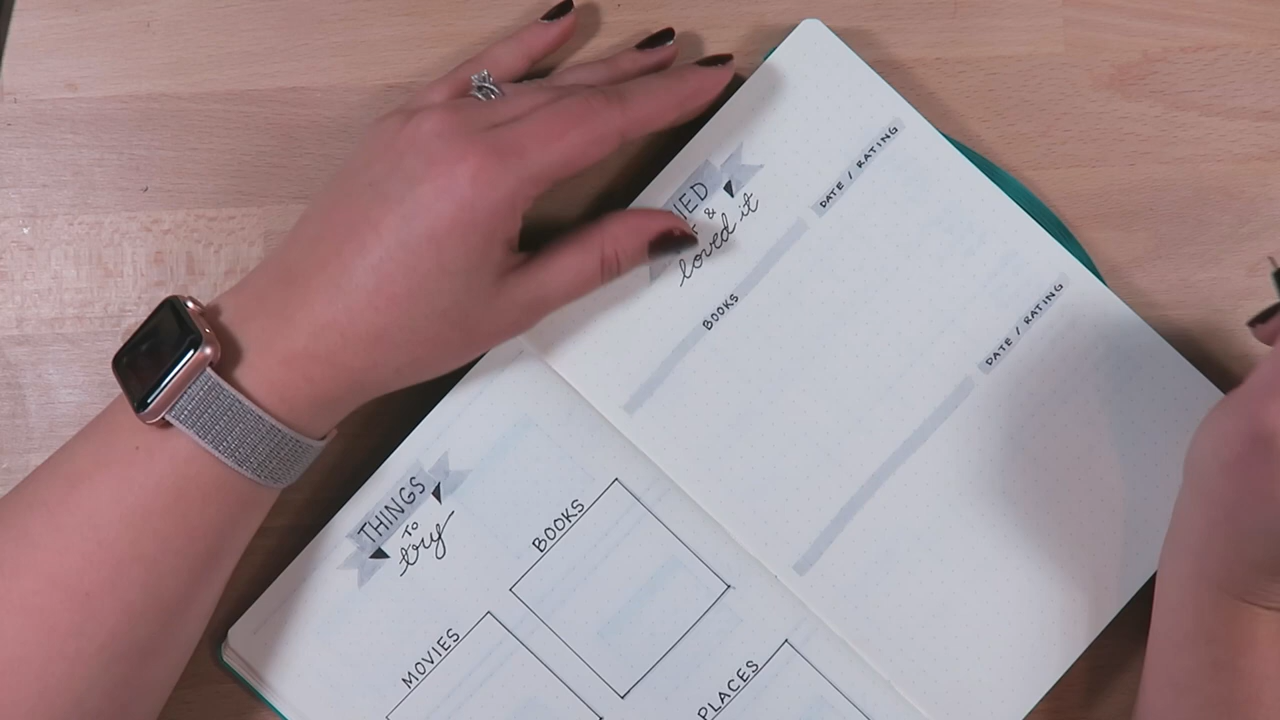 THINGS
TO
try
BOOKS
MOVIES
PLACES
&
loved it
BOOKS
DATE / RATING
DATE / RATING